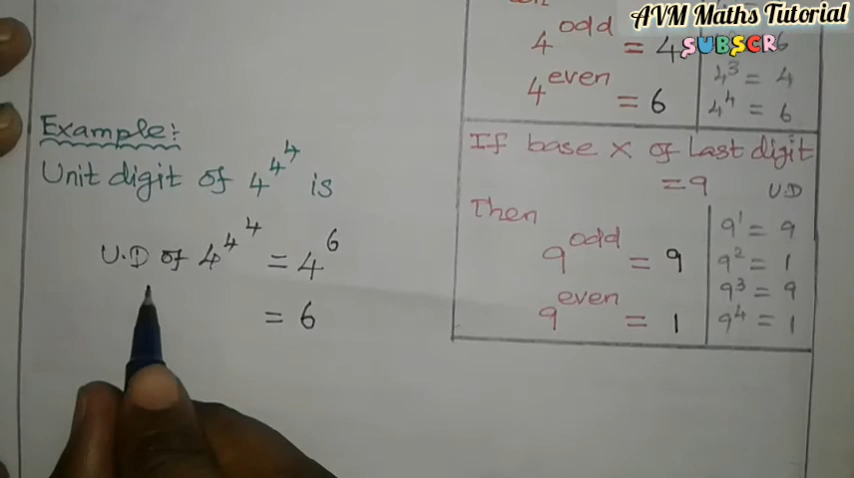 AVM Maths Tutorial
SUBSCR
4^odd = 4
4^even = 6
6
4^3 = 4
4^4 = 6
Example:
Unit digit of 4^4^4 is
U.D of 4^4^4 = 4^6
= 6
If base x of Last digit
= 9
U.D
Then
9^odd = 9
9^even = 1
9^1 = 9
9^2 = 1
9^3 = 9
9^4 = 1